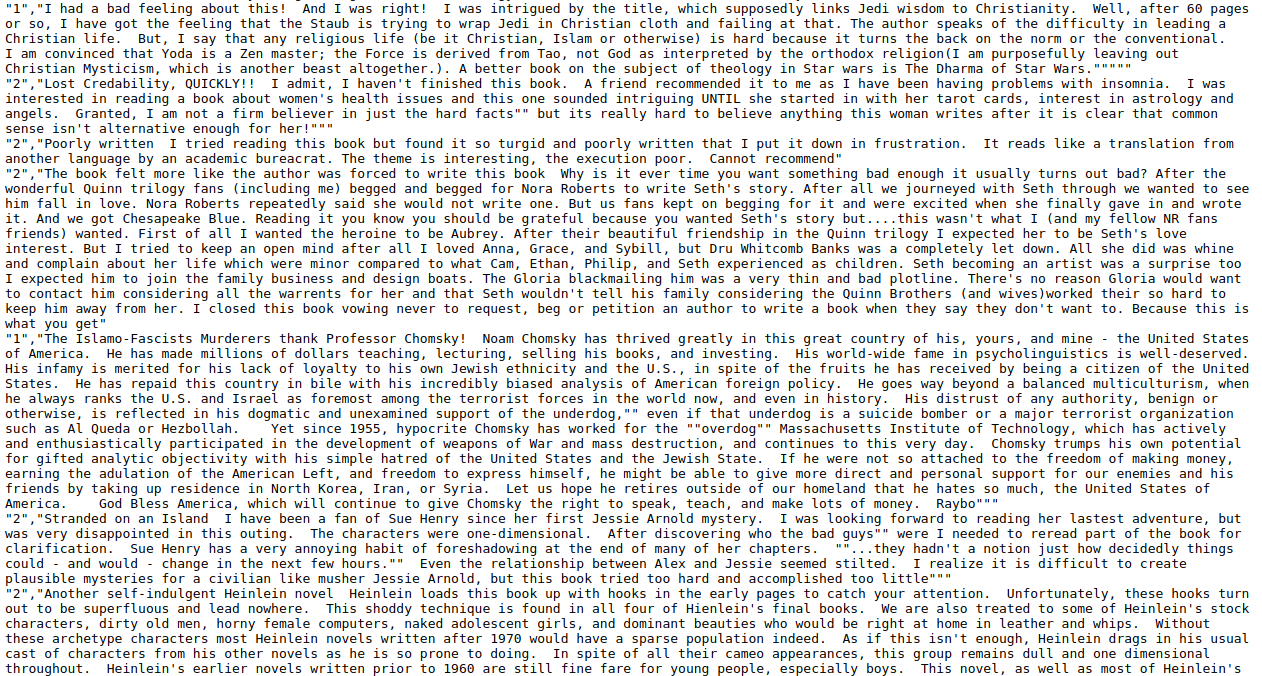 "1","I had a bad feeling about this!  And I was right!  I was intrigued by the title, which supposedly links Jedi wisdom to Christianity.  Well, after 60 pages
or so, I have got the feeling that the Staub is trying to wrap Jedi in Christian cloth and failing at that. The author speaks of the difficulty in leading a
Christian life.  But, I say that any religious life (be it Christian, Islam or otherwise) is hard because it turns the back on the norm or the conventional.
I am convinced that Yoda is a Zen master; the Force is derived from Tao, not God as interpreted by the orthodox religion(I am purposefully leaving out
Christian Mysticism, which is another beast altogether.). A better book on the subject of theology in Star wars is The Dharma of Star Wars."""""
"2","Lost Credability, QUICKLY!!  I admit, I haven't finished this book.  A friend recommended it to me as I have been having problems with insomnia.  I was
interested in reading a book about women's health issues and this one sounded intriguing UNTIL she started in with her tarot cards, interest in astrology and
angels.  Granted, I am not a firm believer in just the hard facts"" but its really hard to believe anything this woman writes after it is clear that common
sense isn't alternative enough for her!"""
"2","Poorly written  I tried reading this book but found it so turgid and poorly written that I put it down in frustration.  It reads like a translation from
another language by an academic bureacrat. The theme is interesting, the execution poor.  Cannot recommend"
"2","The book felt more like the author was forced to write this book  Why is it ever time you want something bad enough it usually turns out bad? After the
wonderful Quinn trilogy fans (including me) begged and begged for Nora Roberts to write Seth's story. After all we journeyed with Seth through we wanted to see
him fall in love. Nora Roberts repeatedly said she would not write one. But us fans kept on begging for it and were excited when she finally gave in and wrote
it. And we got Chesapeake Blue. Reading it you know you should be grateful because you wanted Seth's story but....this wasn't what I (and my fellow NR fans
friends) wanted. First of all I wanted the heroine to be Aubrey. After their beautiful friendship in the Quinn trilogy I expected her to be Seth's love
interest. But I tried to keep an open mind after all I loved Anna, Grace, and Sybill, but Dru Whitcomb Banks was a completely let down. All she did was whine
and complain about her life which were minor compared to what Cam, Ethan, Philip, and Seth experienced as children. Seth becoming an artist was a surprise too
I expected him to join the family business and design boats. The Gloria blackmailing him was a very thin and bad plotline. There's no reason Gloria would want
to contact him considering all the warrents for her and that Seth wouldn't tell his family considering the Quinn Brothers (and wives)worked their so hard to
keep him away from her. I closed this book vowing never to request, beg or petition an author to write a book when they say they don't want to. Because this is
what you get"
"1","The Islamo-Fascists Murderers thank Professor Chomsky!  Noam Chomsky has thrived greatly in this great country of his, yours, and mine - the United States
of America.  He has made millions of dollars teaching, lecturing, selling his books, and investing.  His world-wide fame in psycholinguistics is well-deserved.
His infamy is merited for his lack of loyalty to his own Jewish ethnicity and the U.S., in spite of the fruits he has received by being a citizen of the United
States.  He has repaid this country in bile with his incredibly biased analysis of American foreign policy.  He goes way beyond a balanced multiculturism, when
he always ranks the U.S. and Israel as foremost among the terrorist forces in the world now, and even in history.  His distrust of any authority, benign or
otherwise, is reflected in his dogmatic and unexamined support of the underdog,"" even if that underdog is a suicide bomber or a major terrorist organization
such as Al Queda or Hezbollah.    Yet since 1955, hypocrite Chomsky has worked for the ""overdog"" Massachusetts Institute of Technology, which has actively
and enthusiastically participated in the development of weapons of War and mass destruction, and continues to this very day.  Chomsky trumps his own potential
for gifted analytic objectivity with his simple hatred of the United States and the Jewish State.  If he were not so attached to the freedom of making money,
earning the adulation of the American Left, and freedom to express himself, he might be able to give more direct and personal support for our enemies and his
friends by taking up residence in North Korea, Iran, or Syria.  Let us hope he retires outside of our homeland that he hates so much, the United States of
America.    God Bless America, which will continue to give Chomsky the right to speak, teach, and make lots of money.  Raybo"""
"2","Stranded on an Island  I have been a fan of Sue Henry since her first Jessie Arnold mystery.  I was looking forward to reading her lastest adventure, but
was very disappointed in this outing.  The characters were one-dimensional.  After discovering who the bad guys"" were I needed to reread part of the book for
clarification.  Sue Henry has a very annoying habit of foreshadowing at the end of many of her chapters.  ""...they hadn't a notion just how decidedly things
could - and would - change in the next few hours.""  Even the relationship between Alex and Jessie seemed stilted.  I realize it is difficult to create
plausible mysteries for a civilian like musher Jessie Arnold, but this book tried too hard and accomplished too little"""
"2","Another self-indulgent Heinlein novel  Heinlein loads this book up with hooks in the early pages to catch your attention.  Unfortunately, these hooks turn
out to be superfluous and lead nowhere.  This shoddy technique is found in all four of Hienlein's final books.  We are also treated to some of Heinlein's stock
characters, dirty old men, horny female computers, naked adolescent girls, and dominant beauties who would be right at home in leather and whips.  Without
these archetype characters most Heinlein novels written after 1970 would have a sparse population indeed.  As if this isn't enough, Heinlein drags in his usual
cast of characters from his other novels as he is so prone to doing.  In spite of all their cameo appearances, this group remains dull and one dimensional
throughout.  Heinlein's earlier novels written prior to 1960 are still fine fare for young people, especially boys.  This novel, as well as most of Heinlein's